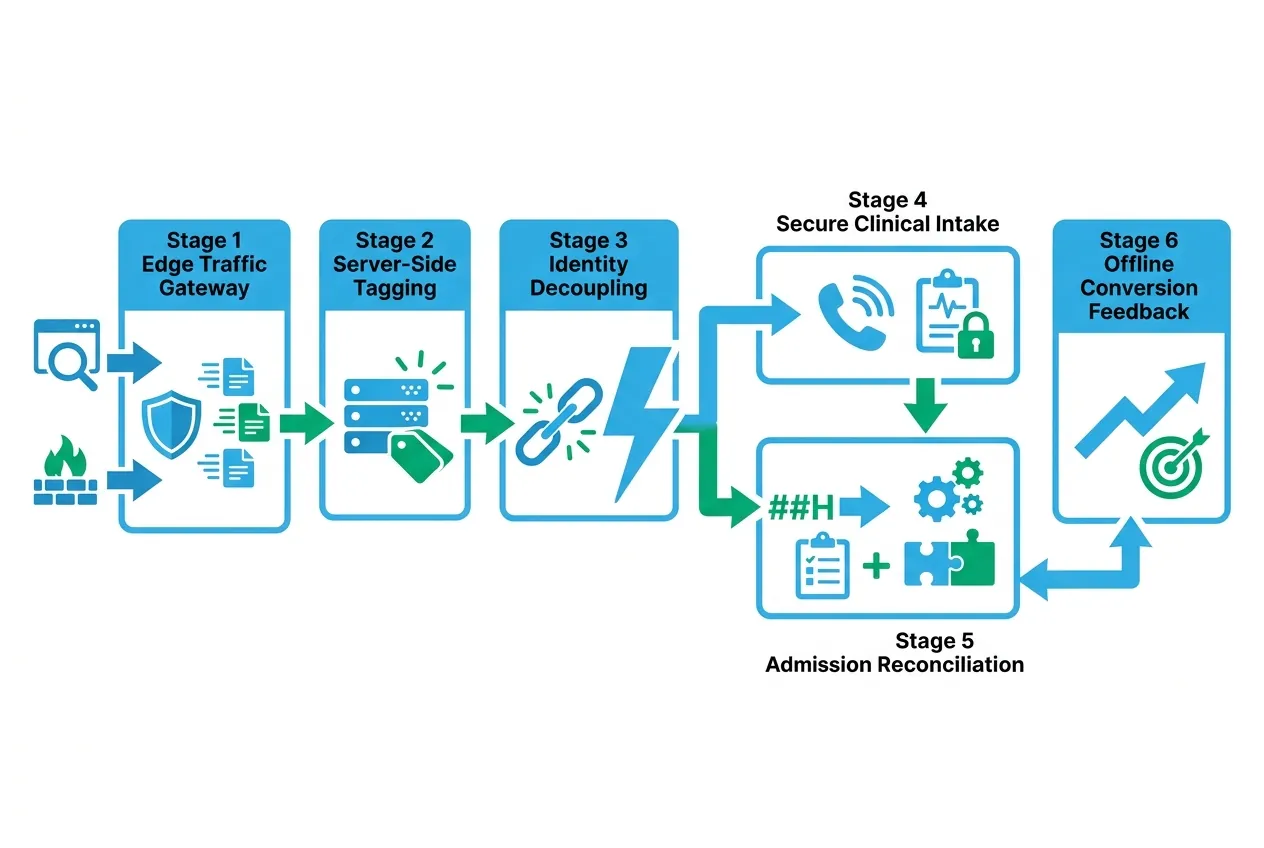 Stage 1
Edge Traffic
Gateway
Stage 2
Server-Side
Tagging
Stage 3
Identity
Decoupling
Stage 4
Secure Clinical Intake
##H
Stage 5
Admission Reconciliation
Stage 6
Offline
Conversion
Feedback